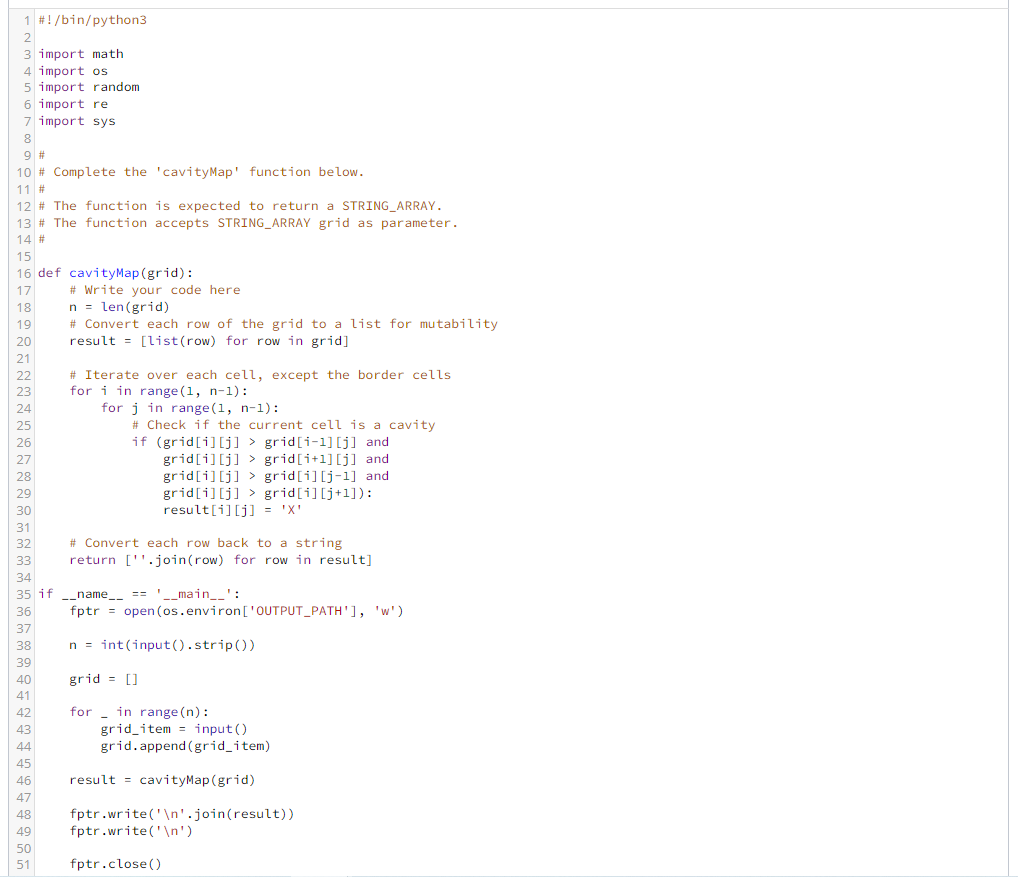 1 #!/bin/python3
2
3 import math
4 import os
5 import random
6 import re
7 import sys
8
9 #
10 # Complete the 'cavityMap' function below.
11 #
12 # The function is expected to return a STRING_ARRAY.
13 # The function accepts STRING_ARRAY grid as parameter.
14 #
15
16 def cavityMap(grid):
17     # Write your code here
18     n = len(grid)
19     # Convert each row of the grid to a list for mutability
20     result = [list(row) for row in grid]
21
22     # Iterate over each cell, except the border cells
23     for i in range(1, n-1):
24         for j in range(1, n-1):
25             # Check if the current cell is a cavity
26             if (grid[i][j] > grid[i-1][j] and
27                 grid[i][j] > grid[i+1][j] and
28                 grid[i][j] > grid[i][j-1] and
29                 grid[i][j] > grid[i][j+1]):
30                 result[i][j] = 'X'
31
32     # Convert each row back to a string
33     return [''.join(row) for row in result]
34
35 if __name__ == '__main__':
36     fptr = open(os.environ['OUTPUT_PATH'], 'w')
37
38     n = int(input().strip())
39
40     grid = []
41
42     for _ in range(n):
43         grid_item = input()
44         grid.append(grid_item)
45
46     result = cavityMap(grid)
47
48     fptr.write('\n'.join(result))
49     fptr.write('\n')
50
51     fptr.close()